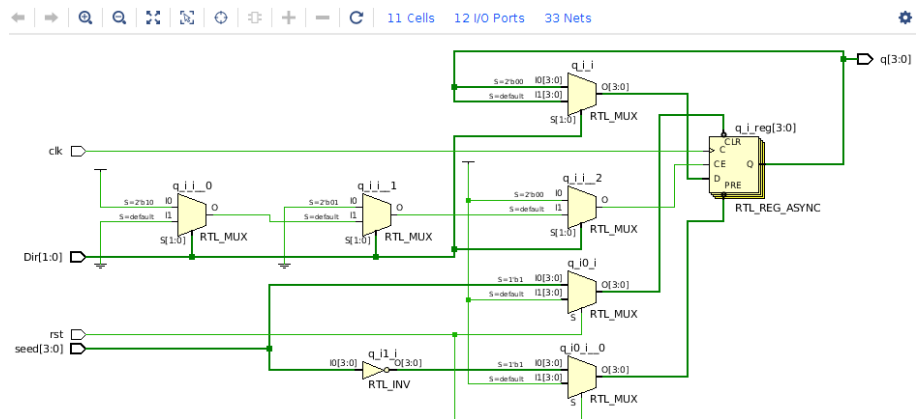 11 Cells 12 I/O Ports 33 Nets
q_i_i
S=2'b00 I0[3:0]
S=default I1[3:0]
O[3:0]
S[1:0]
RTL_MUX
q[3:0]
clk
q_i_reg[3:0]
CLR
C
CE
D
Q
PRE
RTL_REG_ASYNC
q_i_i__0
S=2'b10 I0
S=default I1
O
S[1:0]
RTL_MUX
q_i_i__1
S=2'b01 I0
S=default I1
O
S[1:0]
RTL_MUX
q_i_i__2
S=2'b00 I0
S=default I1
O
S[1:0]
RTL_MUX
Dir[1:0]
q_i0_i
S=1'b1 I0[3:0]
S=default I1[3:0]
O[3:0]
S
RTL_MUX
rst
seed[3:0]
q_i1_i
I0[3:0] O[3:0]
RTL_INV
q_i0_i__0
S=1'b1 I0[3:0]
S=default I1[3:0]
O[3:0]
S
RTL_MUX